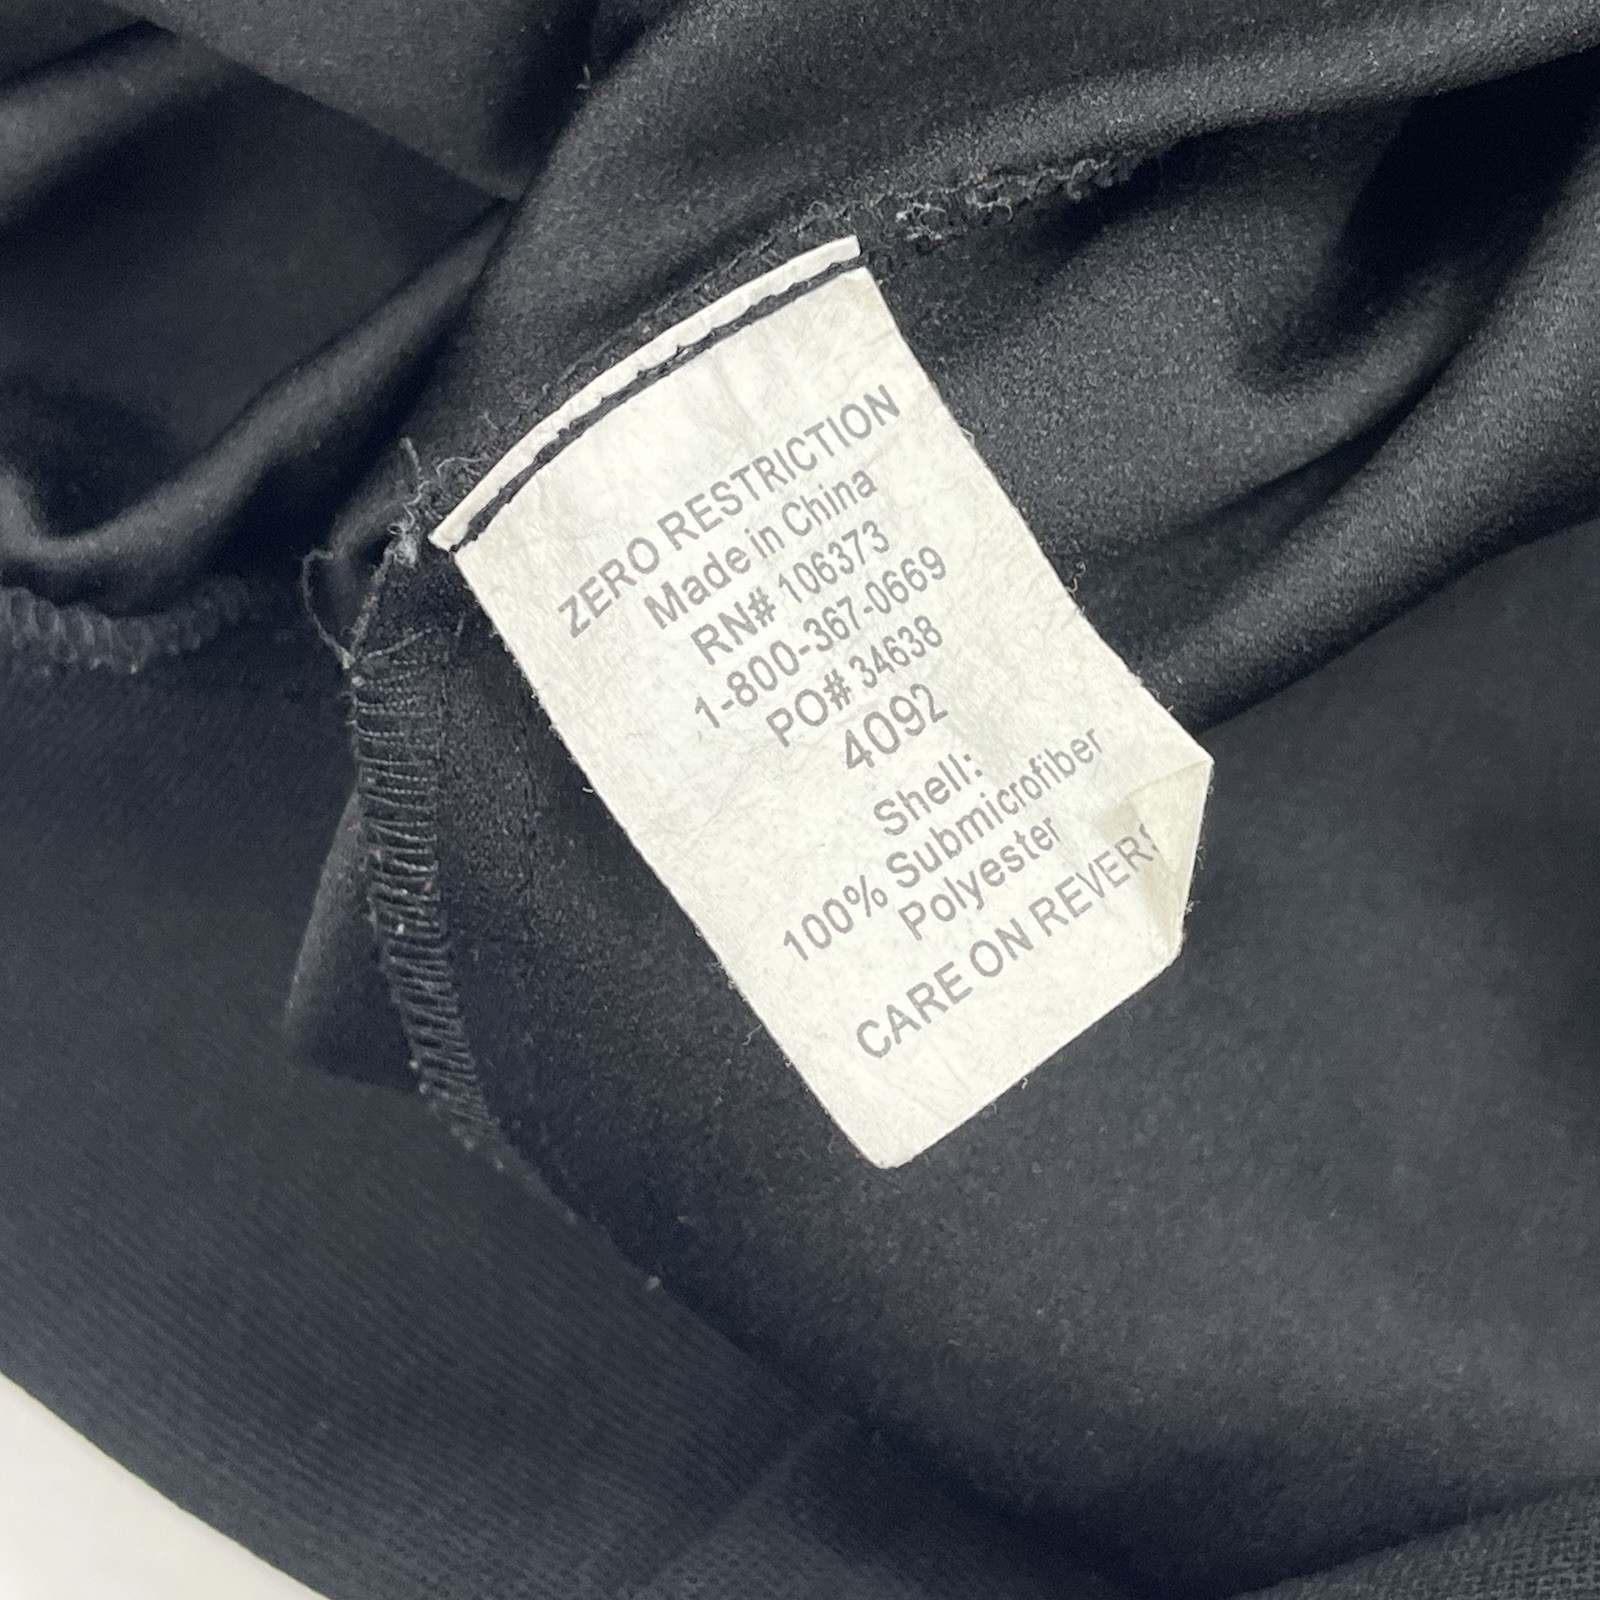 ZERO RESTRICTION
Made in China
RN# 106373
1-800-367-0669
PO# 34638
4092
Shell:
100% Submicrofiber
Polyester
CARE ON